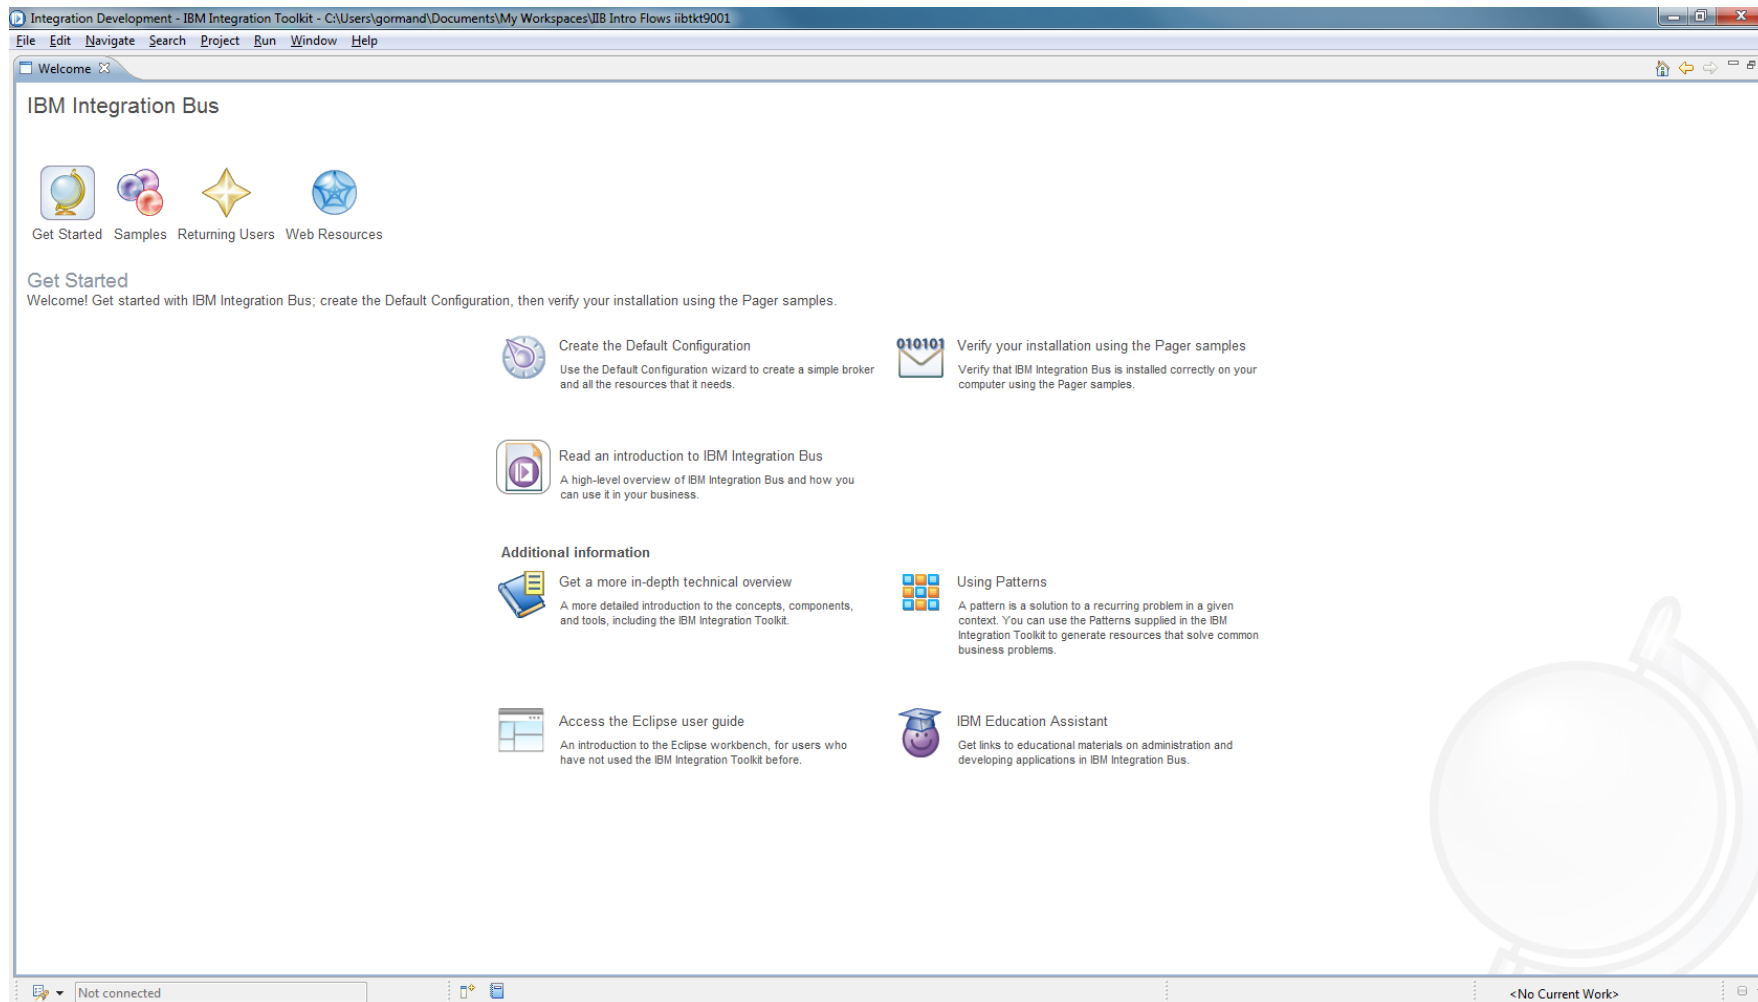 Integration Development - IBM Integration Toolkit - C:\Users\gormand\Documents\My Workspaces\IIB Intro Flows iibtkt9001
File Edit Navigate Search Project Run Window Help
Welcome
IBM Integration Bus
Get Started Samples Returning Users Web Resources
Get Started
Welcome! Get started with IBM Integration Bus; create the Default Configuration, then verify your installation using the Pager samples.
Create the Default Configuration
Use the Default Configuration wizard to create a simple broker
and all the resources that it needs.
010101
Verify your installation using the Pager samples
Verify that IBM Integration Bus is installed correctly on your
computer using the Pager samples.
Read an introduction to IBM Integration Bus
A high-level overview of IBM Integration Bus and how you
can use it in your business.
Additional information
Get a more in-depth technical overview
A more detailed introduction to the concepts, components,
and tools, including the IBM Integration Toolkit.
Using Patterns
A pattern is a solution to a recurring problem in a given
context. You can use the Patterns supplied in the IBM
Integration Toolkit to generate resources that solve common
business problems.
Access the Eclipse user guide
An introduction to the Eclipse workbench, for users who
have not used the IBM Integration Toolkit before.
IBM Education Assistant
Get links to educational materials on administration and
developing applications in IBM Integration Bus.
Not connected
<No Current Work>